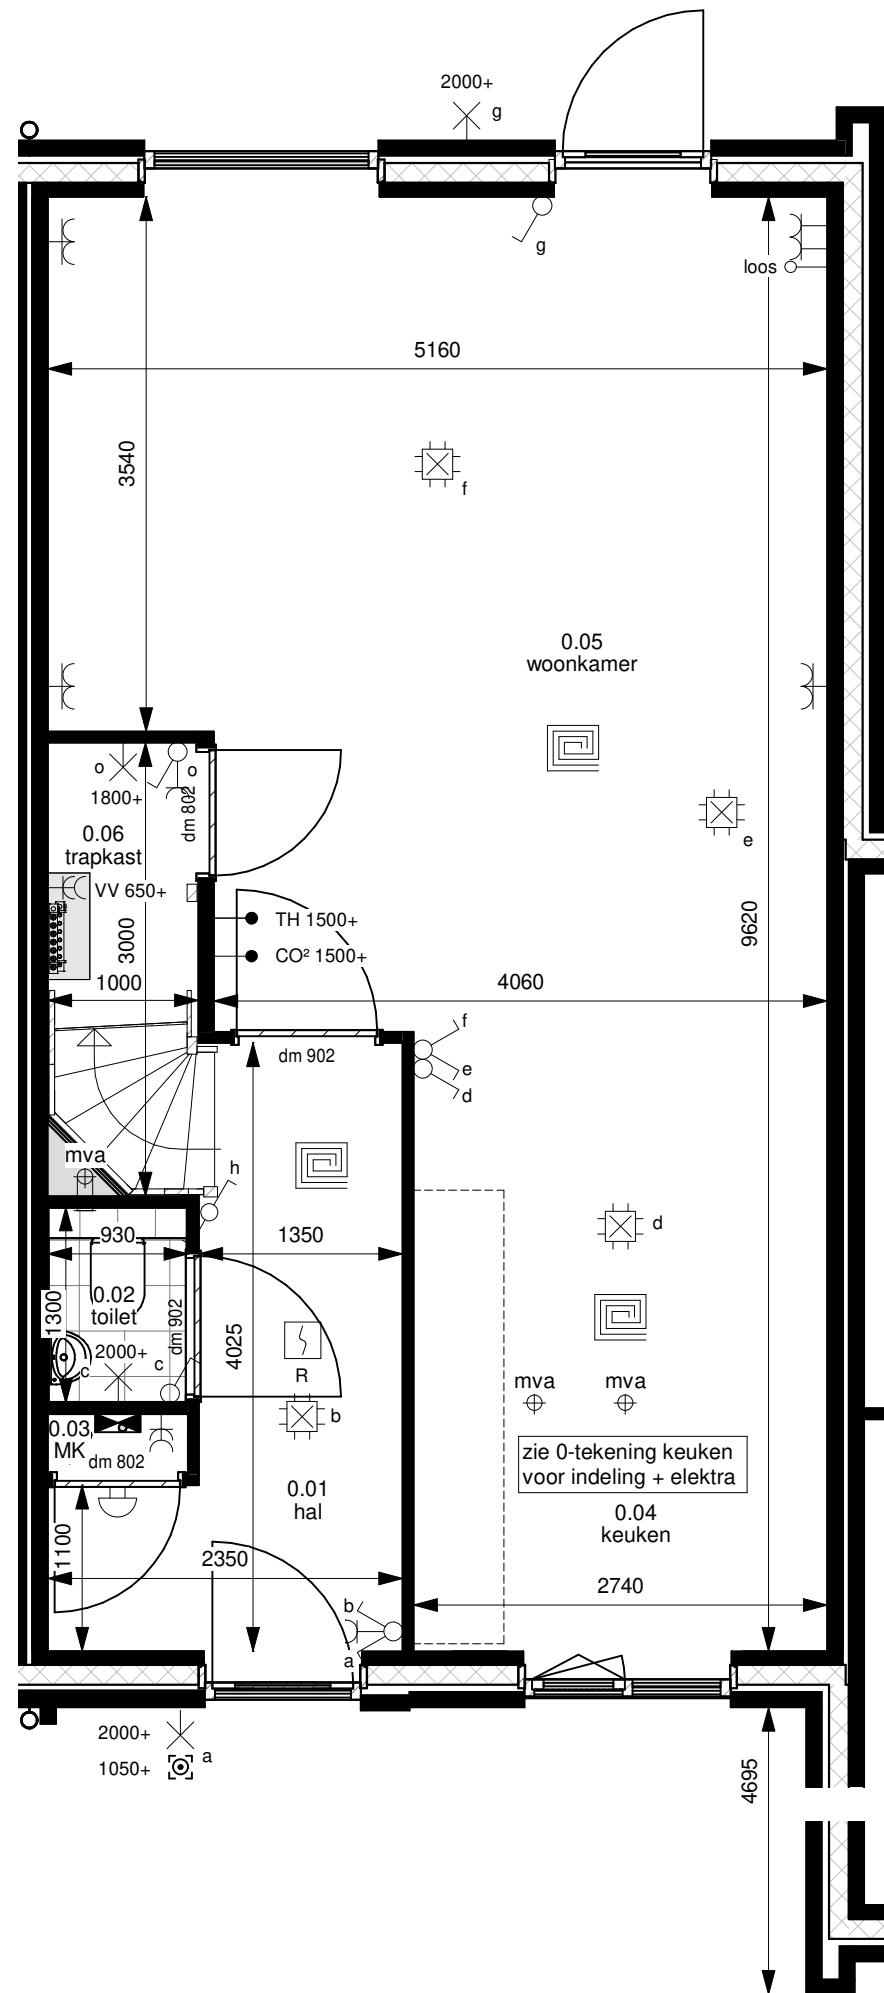 2000+
g
g
loos
5160
3540
f
0.05
woonkamer
o
o
1800+
dm 802
0.06
trapkast
e
VV 650+
3000
TH 1500+
9620
CO² 1500+
1000
4060
f
dm 902
e
d
mva
h
930
1350
d
0.02
toilet
1300
dm 902
4025
2000+
c
c
R
mva
mva
b
0.03
MK
dm 802
zie 0-tekening keuken
voor indeling + elektra
0.01
hal
0.04
keuken
1100
2350
2740
b
a
2000+
a
1050+
4695